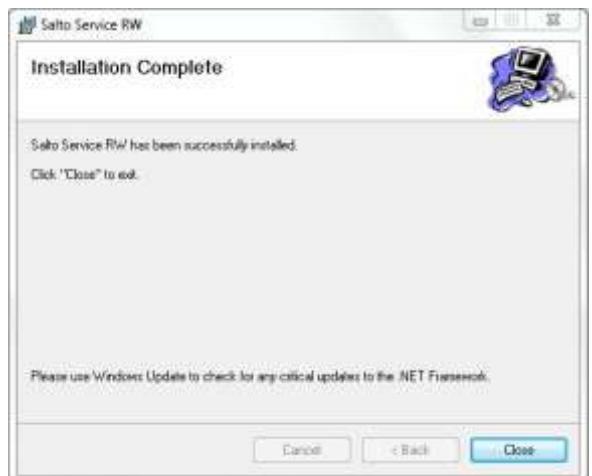 Salto Service RW
Installation Complete
Salto Service RW has been successfully installed.
Click "Close" to exit.
Please use Windows Update to check for any critical updates to the .NET Framework.
Cancel
< Back
Close